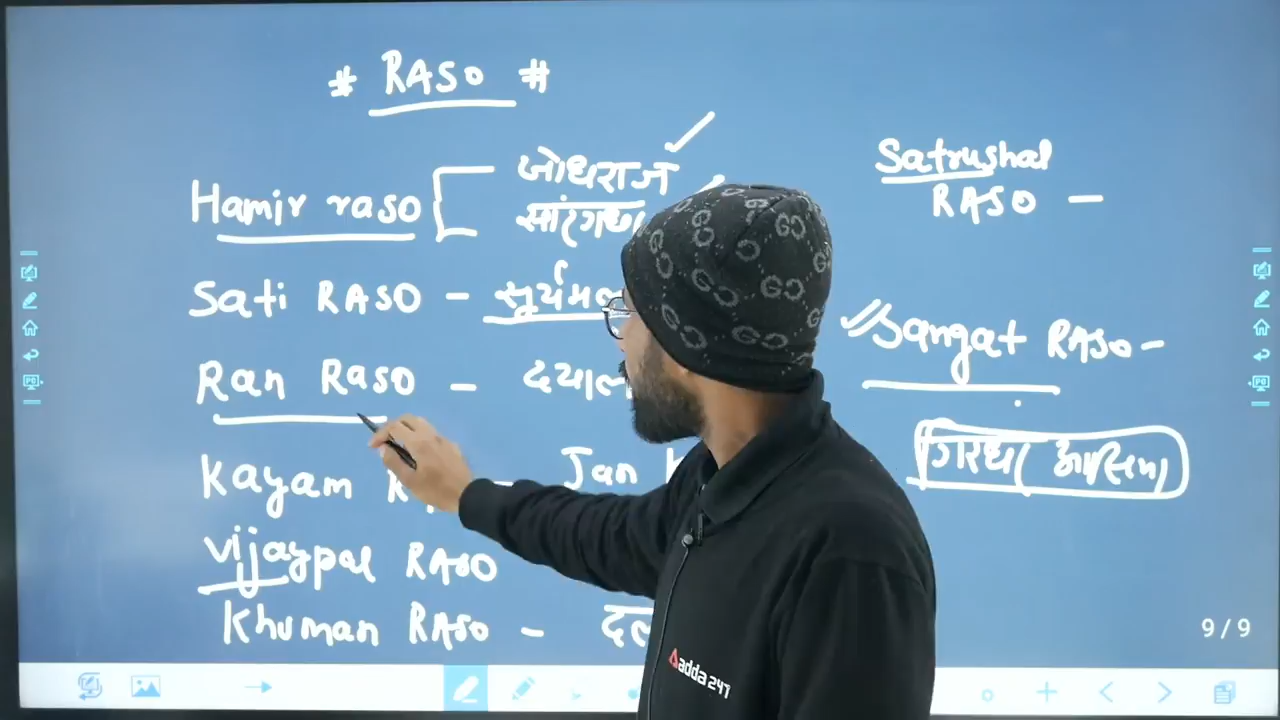 # RASO #
Hamir raso
जोधराज
सारंगध
Sati RASO - सूर्यमल
Ran Raso - दयाल
Kayam R - Jan
Vijaypal RASO
Khuman RASO - दल
Satrushal
RASO -
Sangat RASO -
गिरधर आसिया
9/9
adda 247